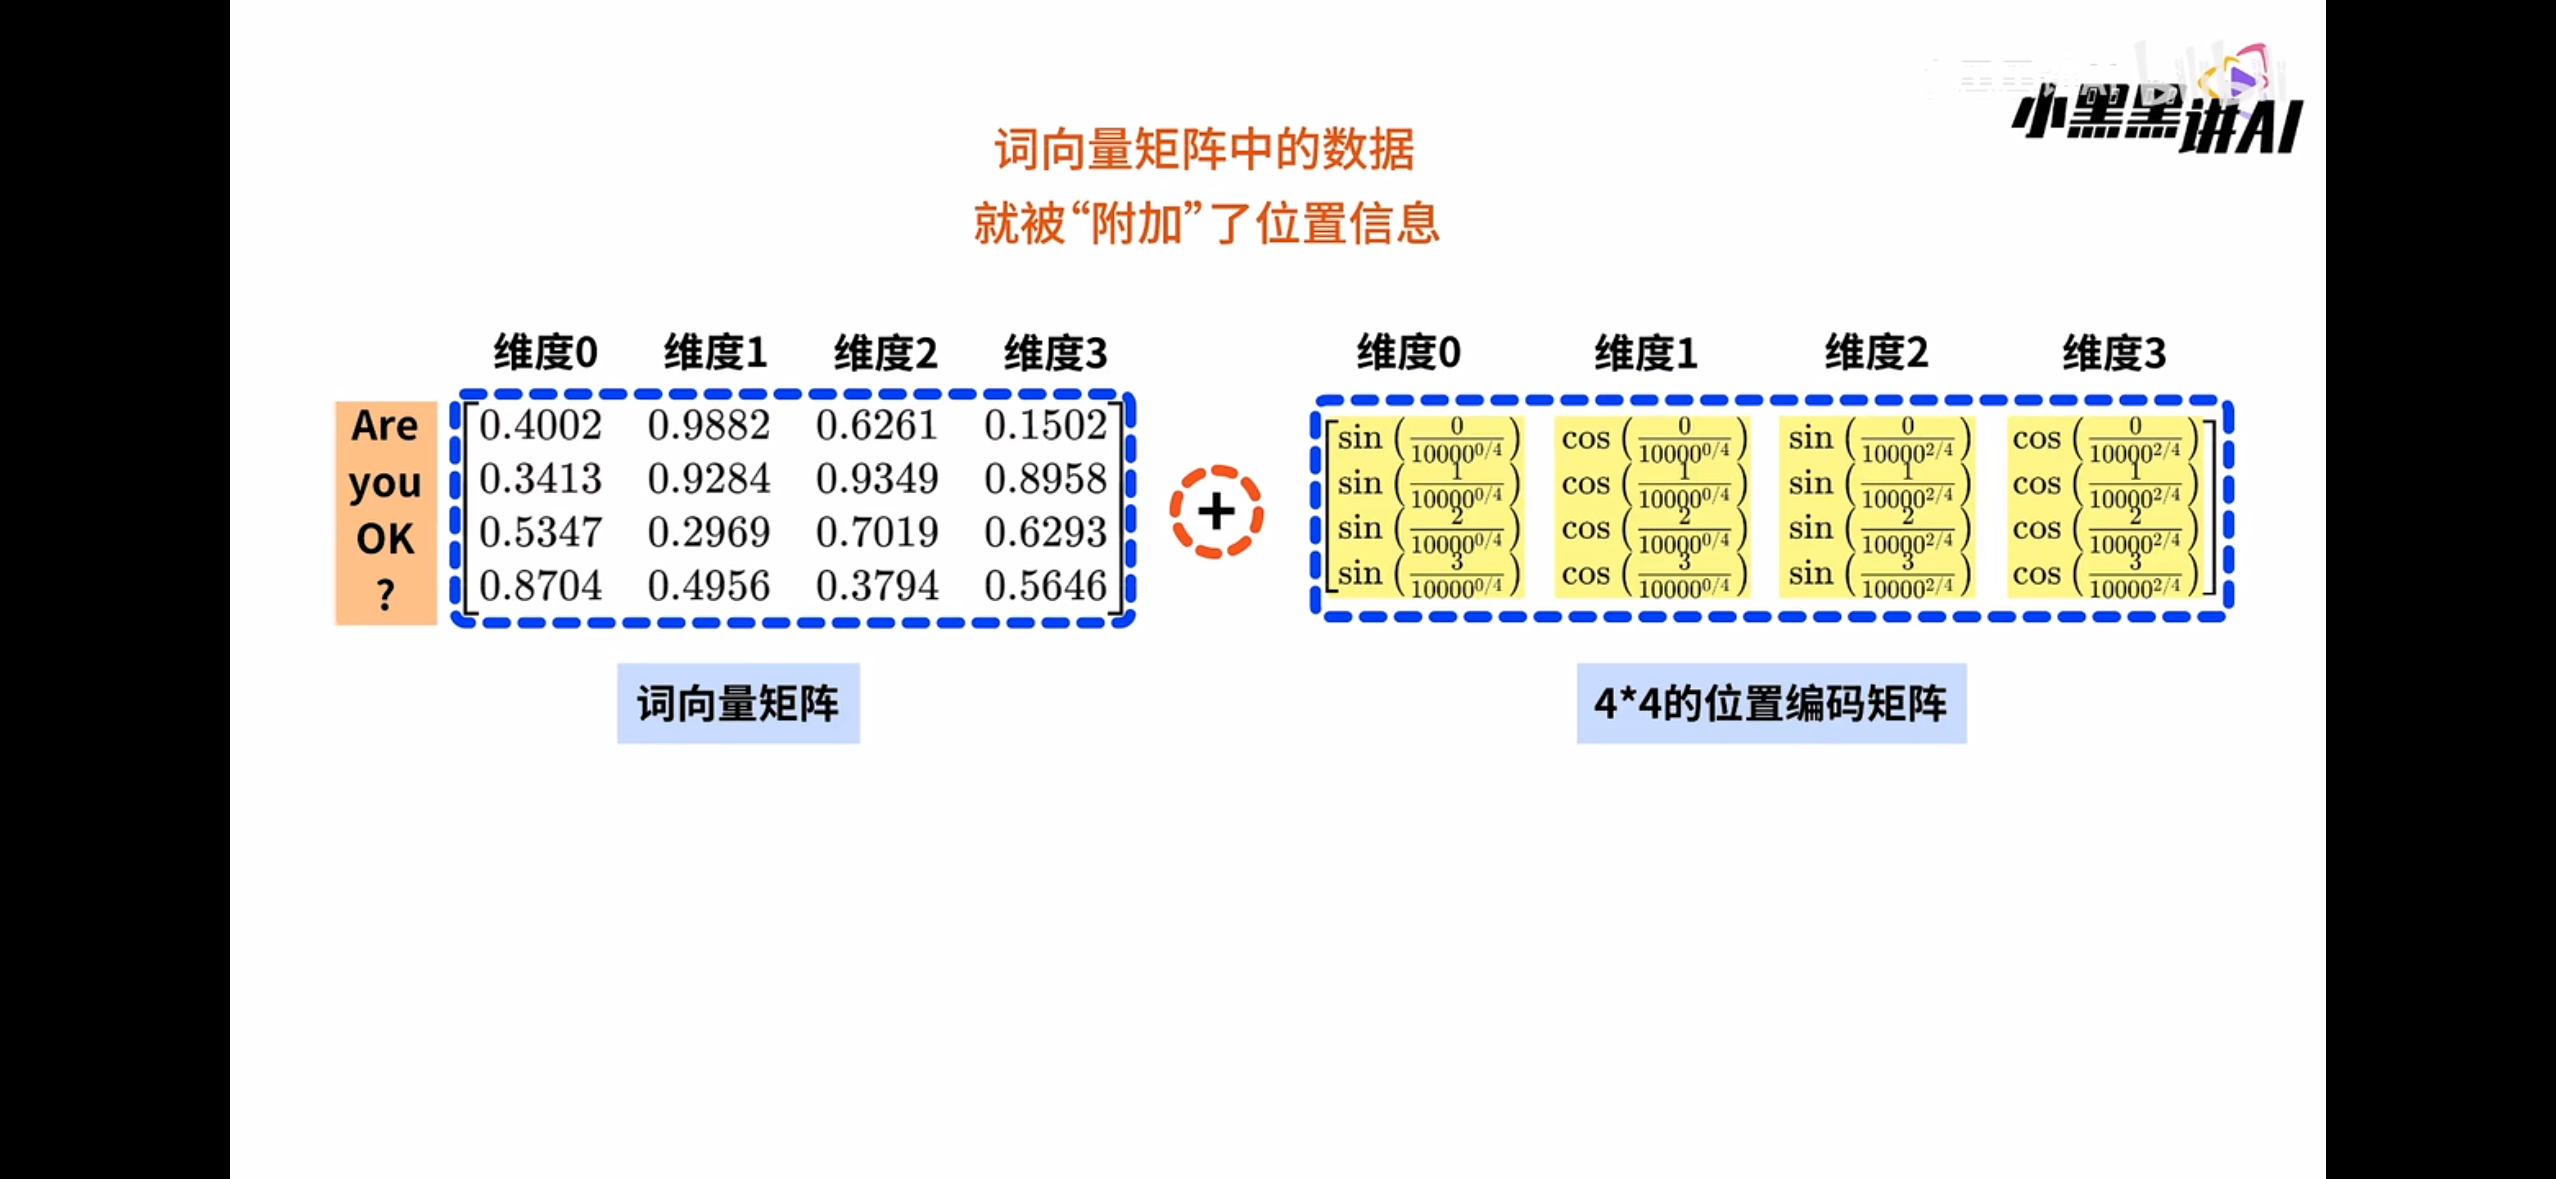 小黑黑讲AI
词向量矩阵中的数据
就被“附加”了位置信息
维度0 维度1 维度2 维度3
Are 0.4002 0.9882 0.6261 0.1502
you 0.3413 0.9284 0.9349 0.8958
OK 0.5347 0.2969 0.7019 0.6293
? 0.8704 0.4956 0.3794 0.5646
词向量矩阵
+
维度0 维度1 维度2 维度3
sin(0/10000^{0/4}) cos(0/10000^{0/4}) sin(0/10000^{2/4}) cos(0/10000^{2/4})
sin(1/10000^{0/4}) cos(1/10000^{0/4}) sin(1/10000^{2/4}) cos(1/10000^{2/4})
sin(2/10000^{0/4}) cos(2/10000^{0/4}) sin(2/10000^{2/4}) cos(2/10000^{2/4})
sin(3/10000^{0/4}) cos(3/10000^{0/4}) sin(3/10000^{2/4}) cos(3/10000^{2/4})
4*4的位置编码矩阵